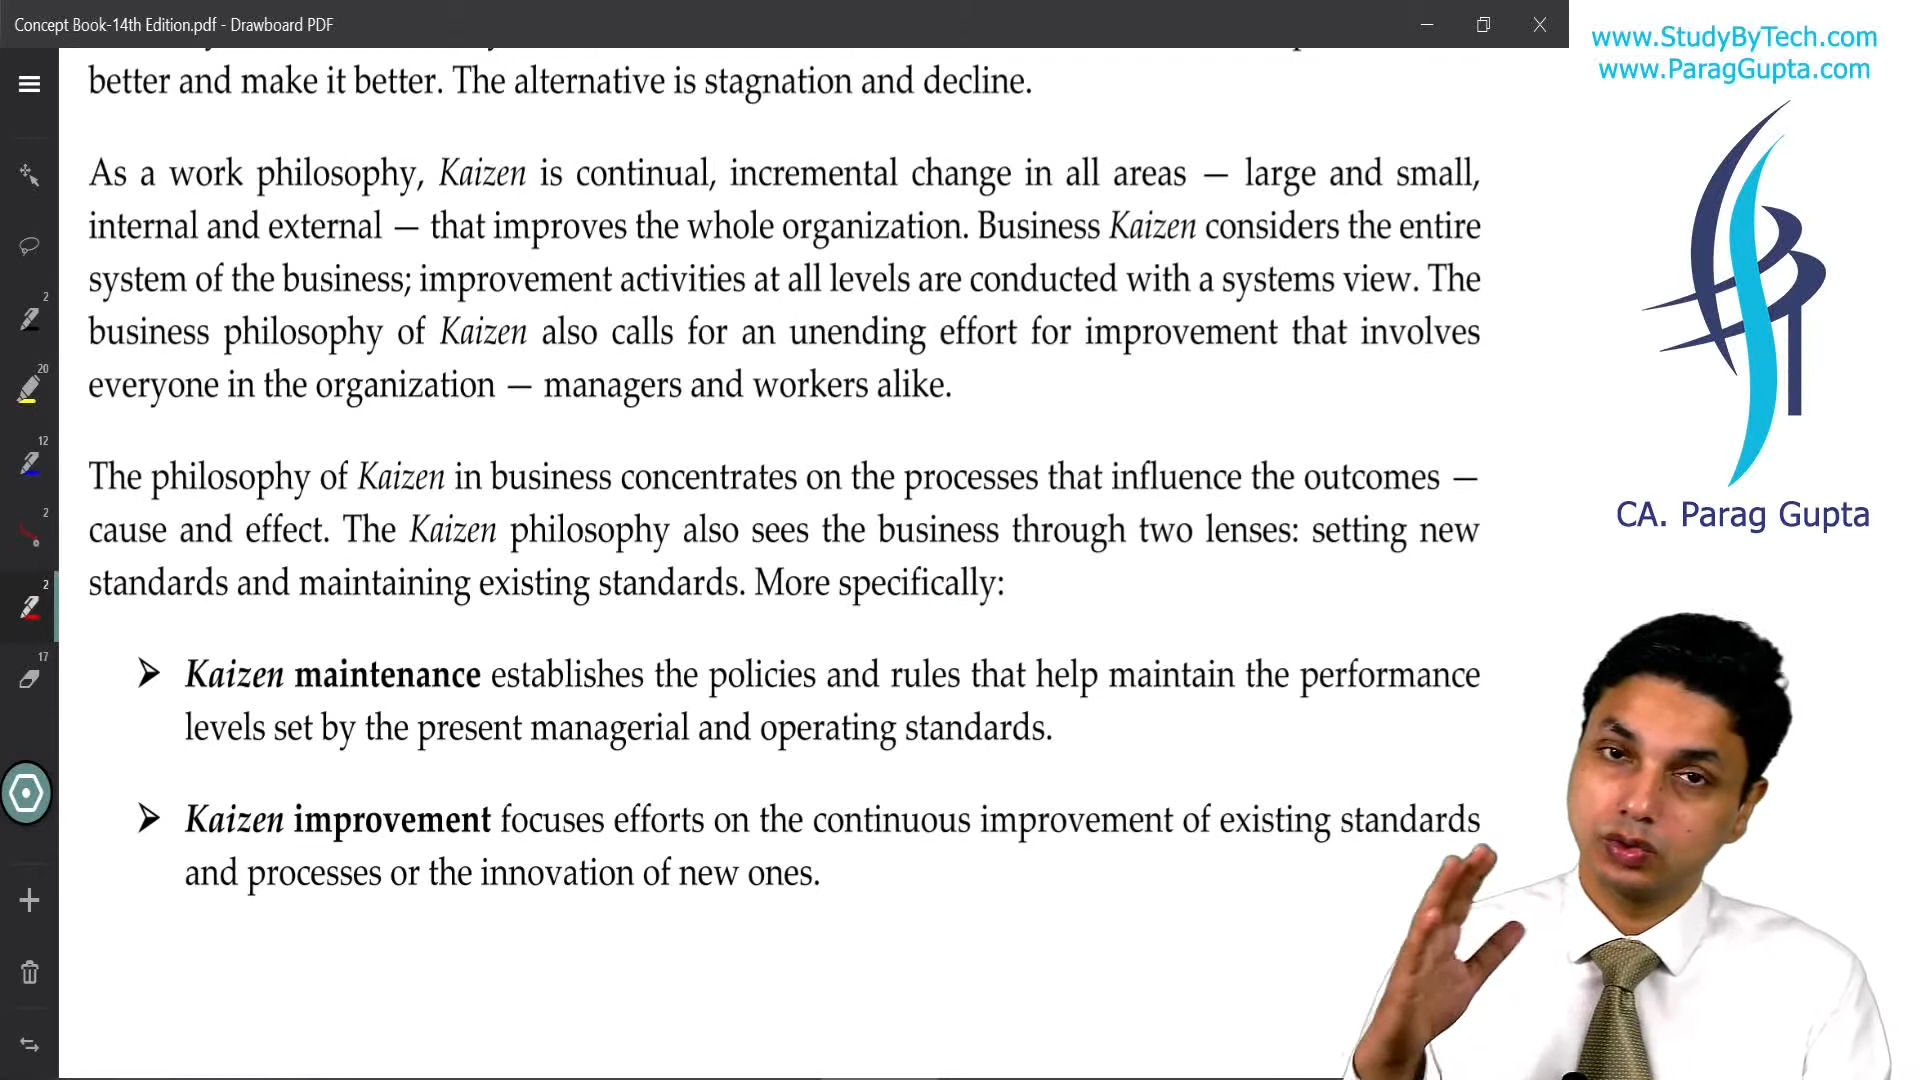 Concept Book-14th Edition.pdf - Drawboard PDF
www.StudyByTech.com
www.ParagGupta.com
better and make it better. The alternative is stagnation and decline.
As a work philosophy, Kaizen is continual, incremental change in all areas — large and small,
internal and external — that improves the whole organization. Business Kaizen considers the entire
system of the business; improvement activities at all levels are conducted with a systems view. The
business philosophy of Kaizen also calls for an unending effort for improvement that involves
everyone in the organization — managers and workers alike.
The philosophy of Kaizen in business concentrates on the processes that influence the outcomes —
cause and effect. The Kaizen philosophy also sees the business through two lenses: setting new
standards and maintaining existing standards. More specifically:
➢ Kaizen maintenance establishes the policies and rules that help maintain the performance
levels set by the present managerial and operating standards.
➢ Kaizen improvement focuses efforts on the continuous improvement of existing standards
and processes or the innovation of new ones.
CA. Parag Gupta
2
20
12
2
2
17